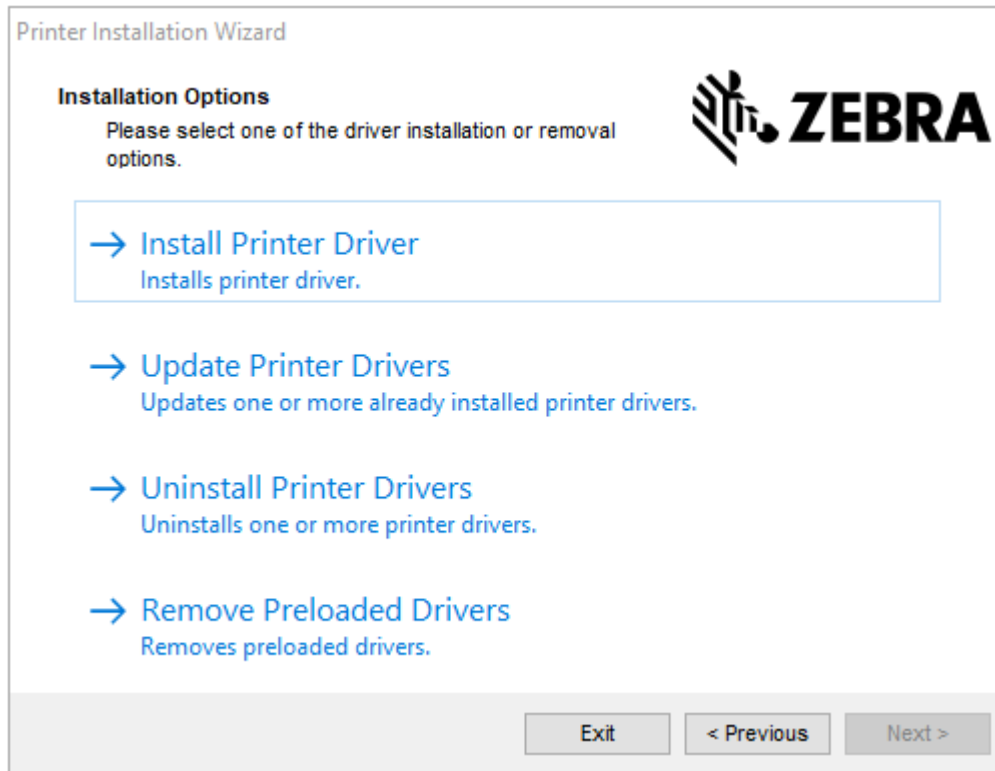 Printer Installation Wizard
Installation Options
Please select one of the driver installation or removal
options.
ZEBRA
Install Printer Driver
Installs printer driver.
Update Printer Drivers
Updates one or more already installed printer drivers.
Uninstall Printer Drivers
Uninstalls one or more printer drivers.
Remove Preloaded Drivers
Removes preloaded drivers.
Exit
< Previous
Next >